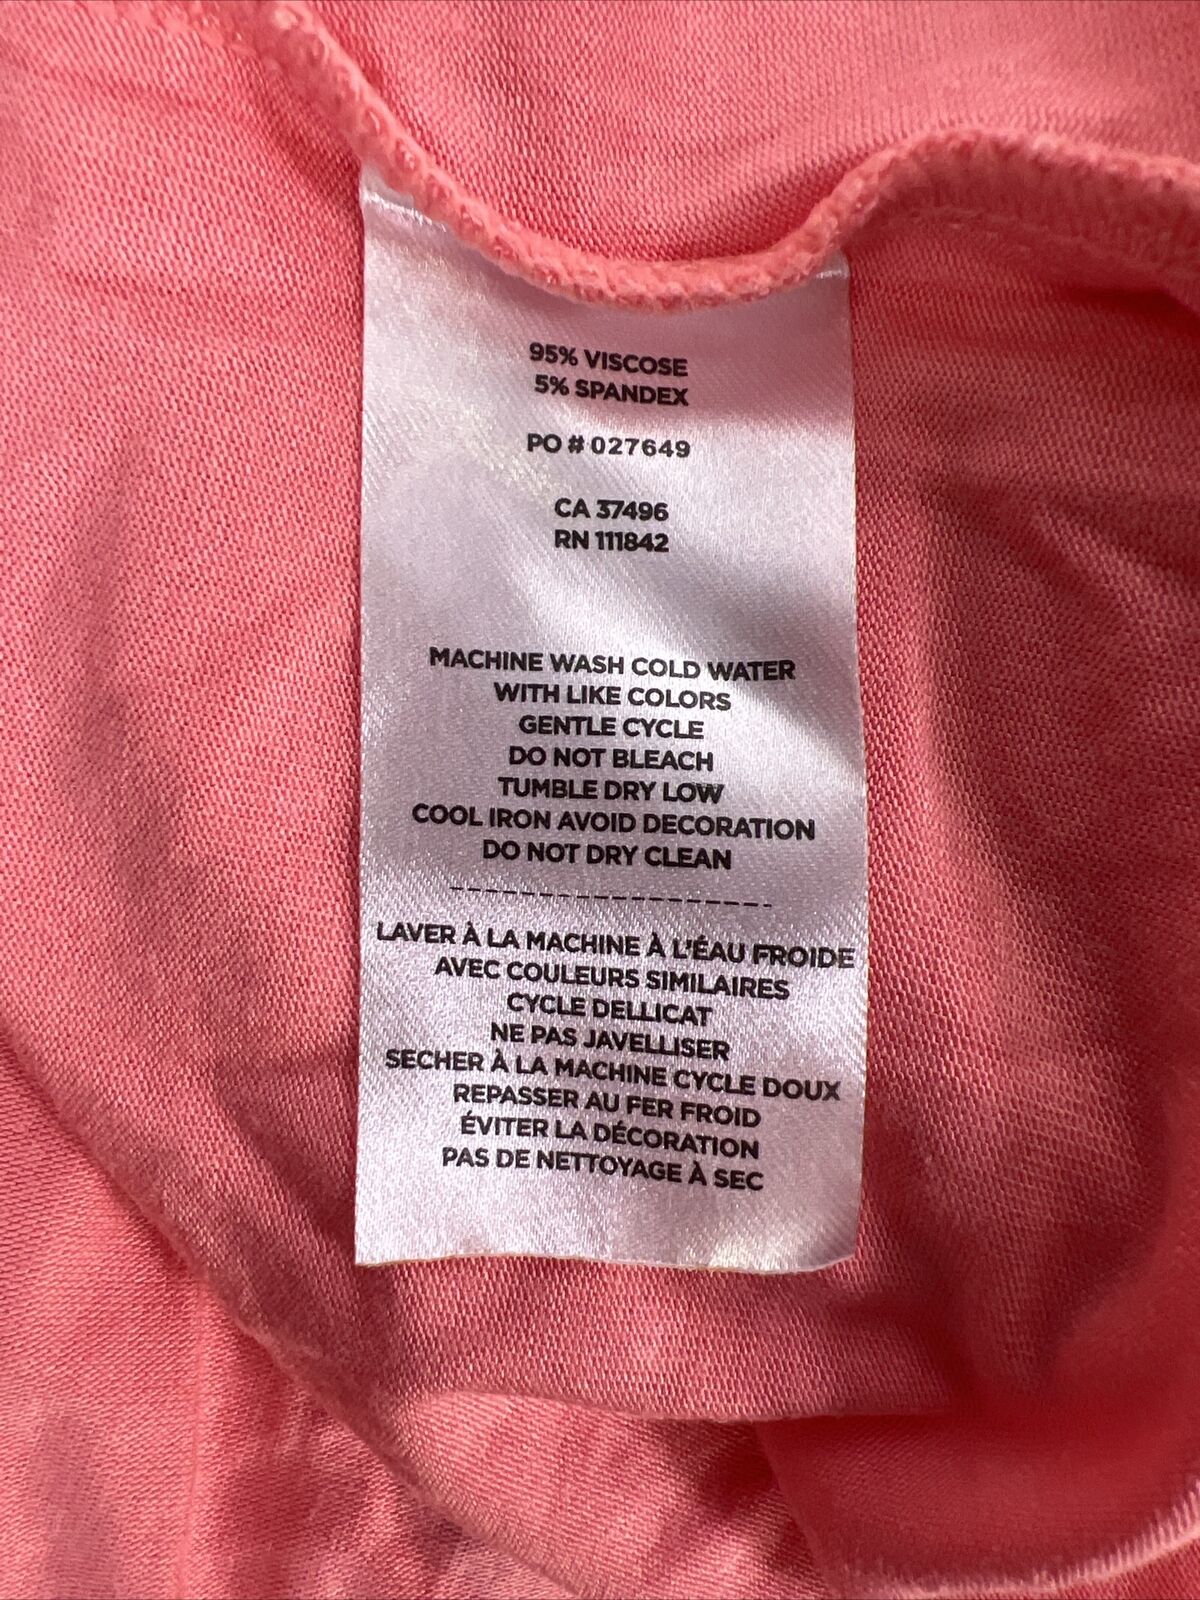 95% VISCOSE
5% SPANDEX
PO # 027649
CA 37496
RN 111842
MACHINE WASH COLD WATER
WITH LIKE COLORS
GENTLE CYCLE
DO NOT BLEACH
TUMBLE DRY LOW
COOL IRON AVOID DECORATION
DO NOT DRY CLEAN
------------------
LAVER À LA MACHINE À L'ÉAU FROIDE
AVEC COULEURS SIMILAIRES
CYCLE DELLICAT
NE PAS JAVELLISER
SECHER À LA MACHINE CYCLE DOUX
REPASSER AU FER FROID
ÉVITER LA DÉCORATION
PAS DE NETTOYAGE À SEC